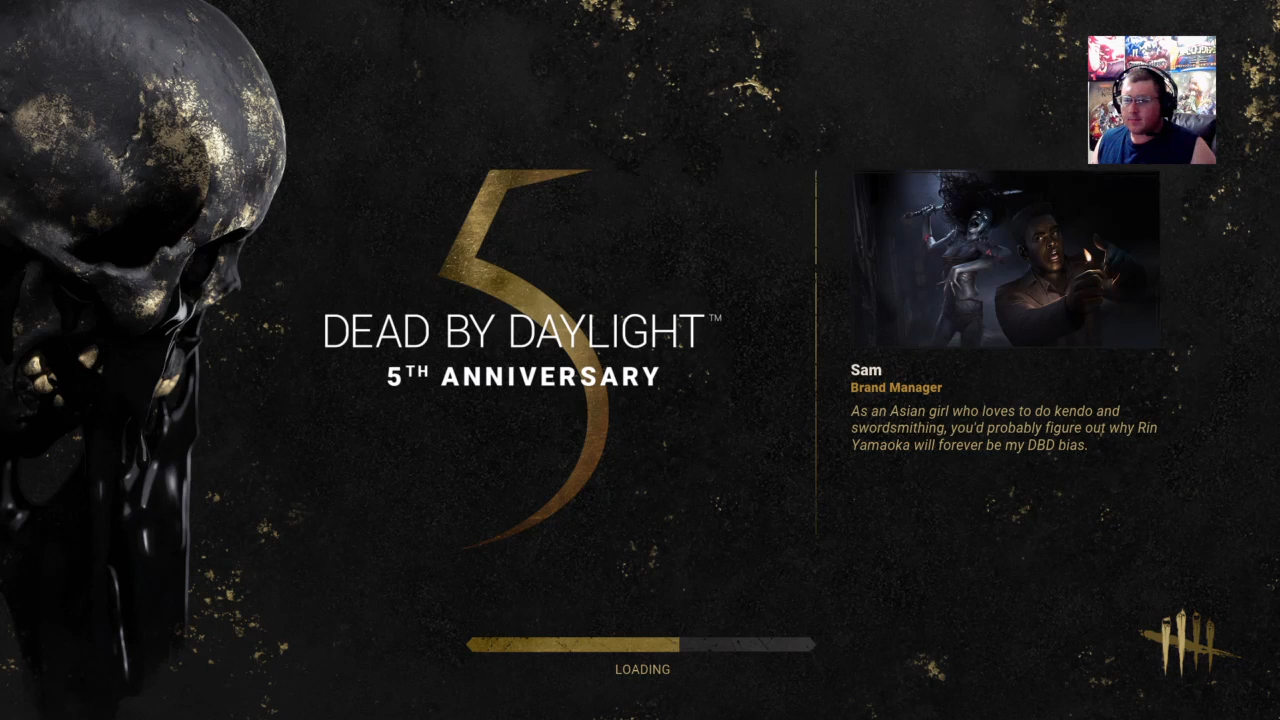 DEAD BY DAYLIGHT™
5TH ANNIVERSARY
Sam
Brand Manager
As an Asian girl who loves to do kendo and
swordsmithing, you'd probably figure out why Rin
Yamaoka will forever be my DBD bias.
LOADING